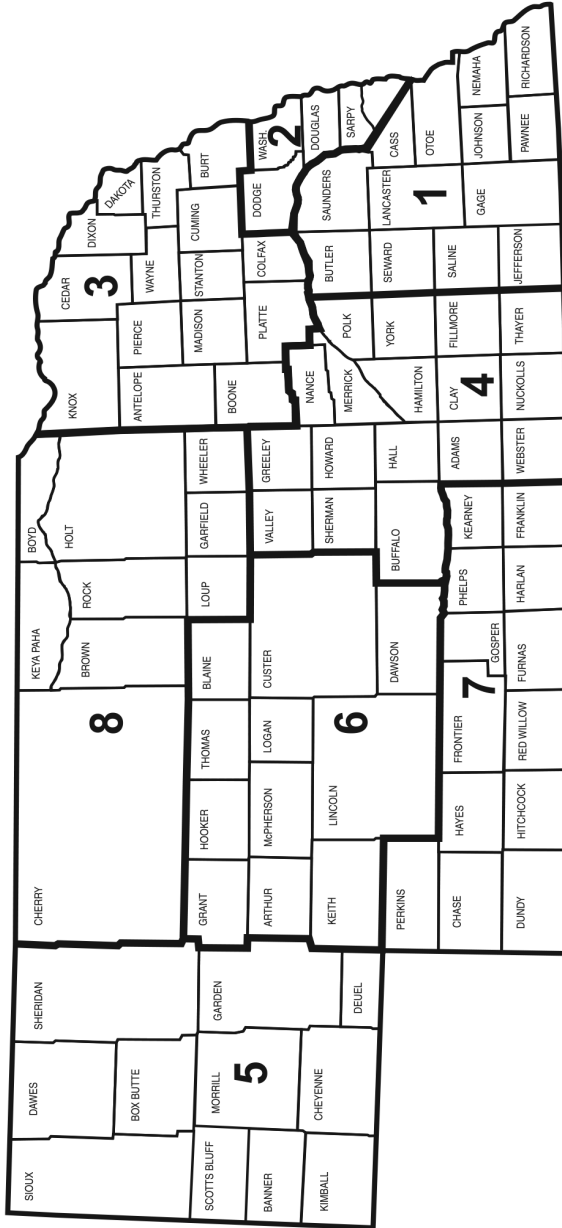 SIOUX
DAWES
SHERIDAN
BOX BUTTE
SCOTTS BLUFF
MORRILL
GARDEN
BANNER
5
KIMBALL
CHEYENNE
DEUEL
CHERRY
8
KEYA PAHA
BOYD
BROWN
ROCK
HOLT
LOUP
GARFIELD
WHEELER
GRANT
HOOKER
THOMAS
BLAINE
ARTHUR
McPHERSON
LOGAN
CUSTER
6
KEITH
LINCOLN
DAWSON
PERKINS
CHASE
HAYES
FRONTIER
7
GOSPER
PHELPS
KEARNEY
DUNDY
HITCHCOCK
RED WILLOW
FURNAS
HARLAN
FRANKLIN
VALLEY
GREELEY
SHERMAN
HOWARD
BUFFALO
HALL
NANCE
MERRICK
POLK
HAMILTON
YORK
ADAMS
CLAY
4
FILLMORE
WEBSTER
NUCKOLLS
THAYER
KNOX
CEDAR
3
DIXON
DAKOTA
ANTELOPE
PIERCE
WAYNE
THURSTON
BOONE
MADISON
STANTON
CUMING
BURT
PLATTE
COLFAX
DODGE
WASH.
2
DOUGLAS
SARPY
BUTLER
SAUNDERS
SEWARD
LANCASTER
1
CASS
OTOE
SALINE
GAGE
JOHNSON
NEMAHA
JEFFERSON
PAWNEE
RICHARDSON